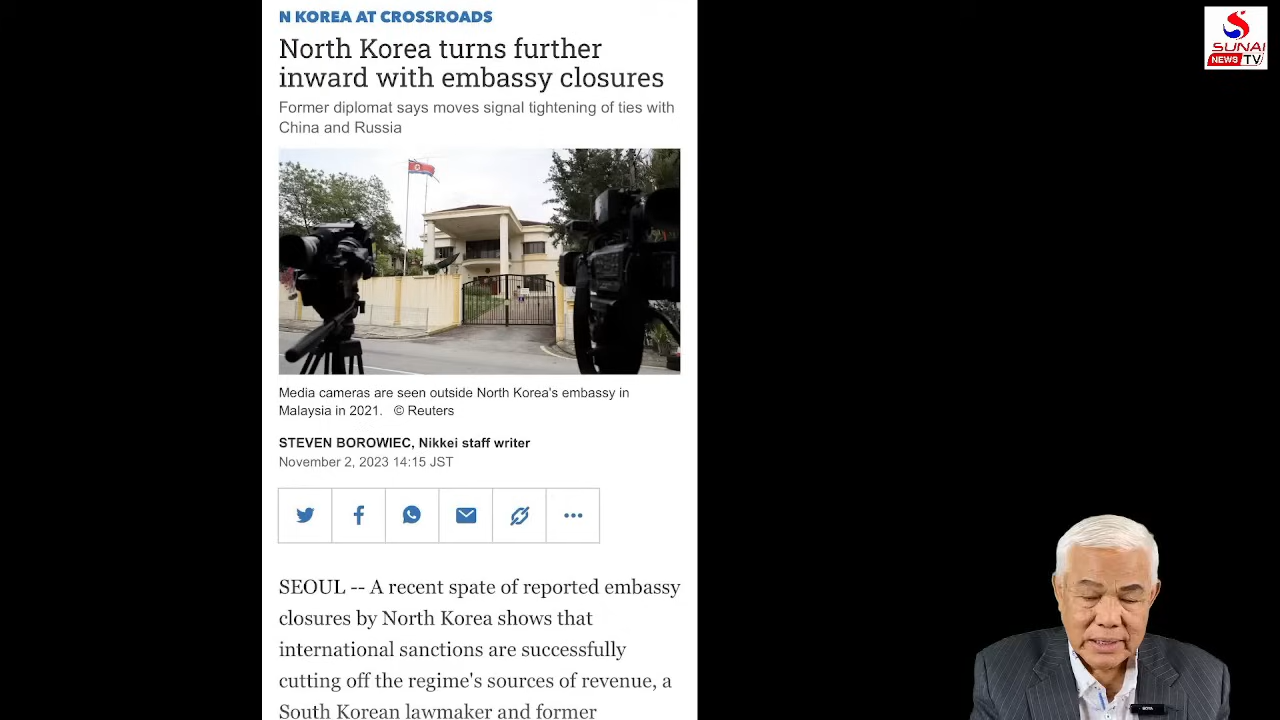 N KOREA AT CROSSROADS
North Korea turns further
inward with embassy closures
Former diplomat says moves signal tightening of ties with
China and Russia
Media cameras are seen outside North Korea's embassy in
Malaysia in 2021. © Reuters
STEVEN BOROWIEC, Nikkei staff writer
November 2, 2023 14:15 JST
SEOUL -- A recent spate of reported embassy
closures by North Korea shows that
international sanctions are successfully
cutting off the regime's sources of revenue, a
South Korean lawmaker and former
SUNAI
NEWS TV